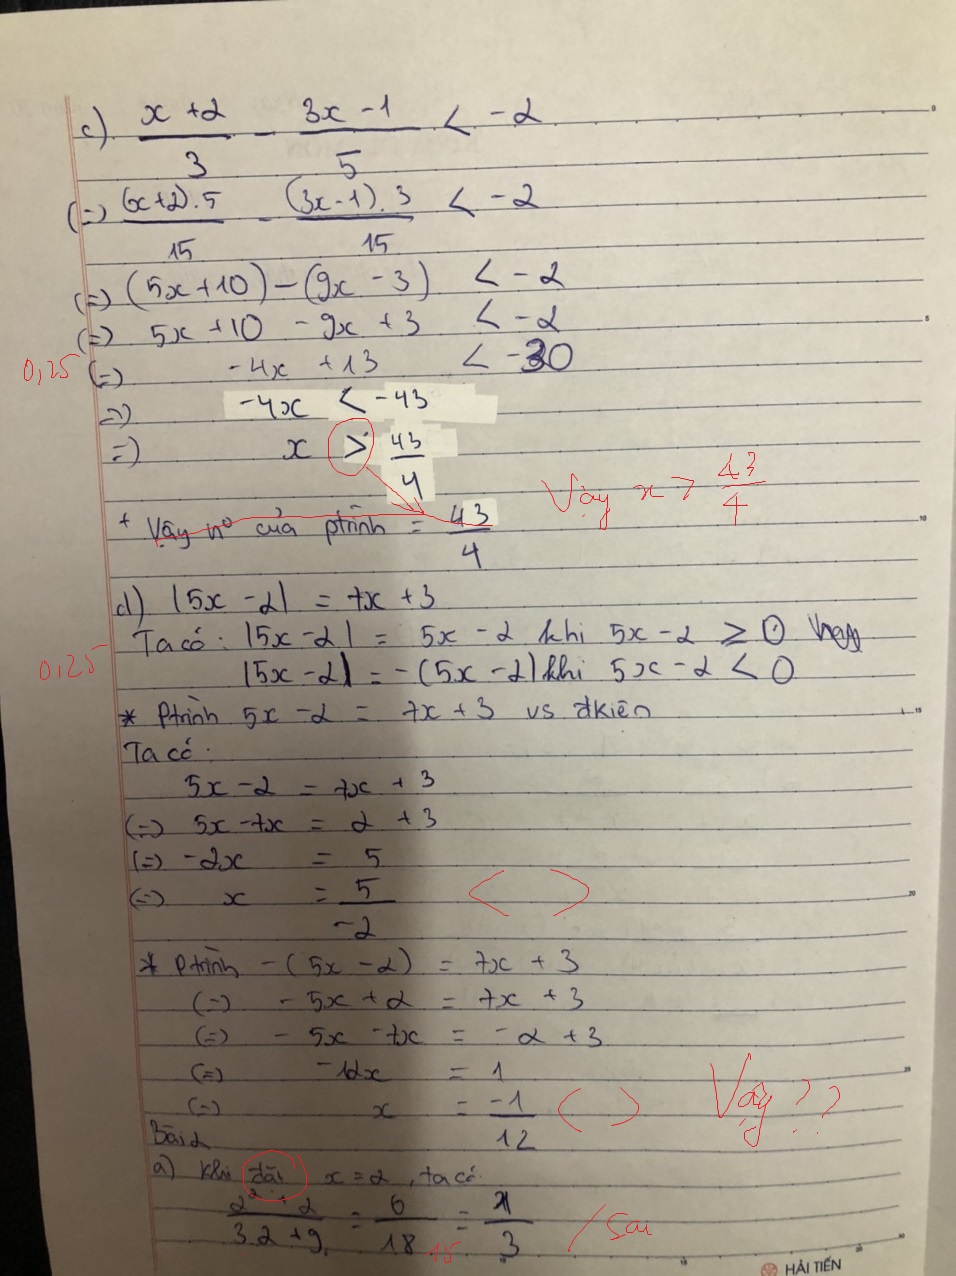 c) \frac{x+2}{3} - \frac{3x-1}{5} < -2
(=) \frac{(x+2).5}{15} - \frac{(3x-1).3}{15} < -2
(=) (5x+10) - (9x-3) < -2
(=) 5x+10 - 9x+3 < -2
0,25 (=) -4x+13 < -30
=) -4x < -43
=) x > \frac{43}{4}
Vậy x > \frac{43}{4}
+ Vậy nº của ptrình = \frac{43}{4}
d) |5x-2| = 7x+3
Ta có: |5x-2| = 5x-2 khi 5x-2 ≥ 0
0,25 |5x-2| = -(5x-2) khi 5x-2 < 0
* Ptrình 5x-2 = 7x+3 vs đkiên
Ta có:
5x-2 = 7x+3
(=) 5x-7x = 2+3
(=) -2x = 5
(=) x = \frac{5}{-2} < >
* Ptrình -(5x-2) = 7x+3
(=) -5x+2 = 7x+3
(=) -5x-7x = -2+3
(=) -12x = 1
(=) x = \frac{-1}{12} < > Vậy ??
Bài 2
a) Khi x=2, ta có:
\frac{2^2+2}{3.2+9} = \frac{6}{18} = \frac{1}{3} / Sai
15
HẢI TIẾN